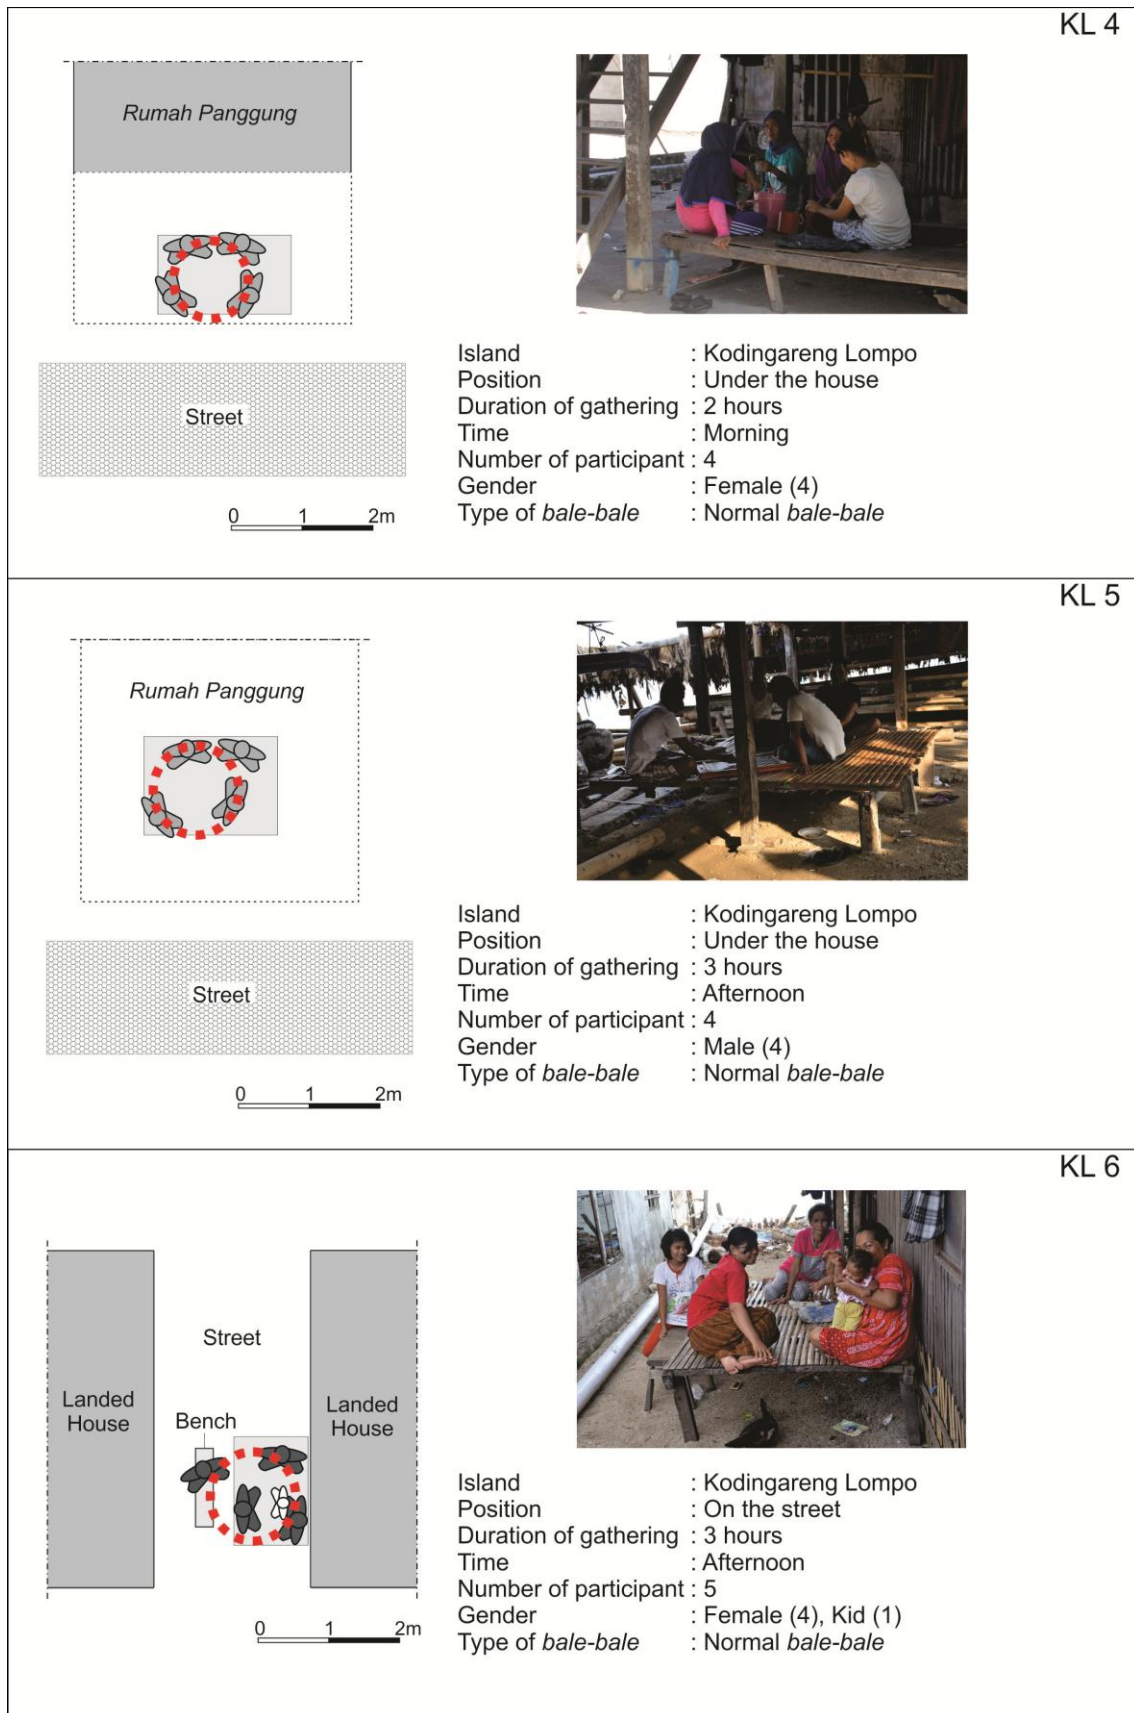 KL 4
Rumah Panggung
Street
0 1 2m
Island : Kodingareng Lompo
Position : Under the house
Duration of gathering : 2 hours
Time : Morning
Number of participant : 4
Gender : Female (4)
Type of bale-bale : Normal bale-bale
KL 5
Rumah Panggung
Street
0 1 2m
Island : Kodingareng Lompo
Position : Under the house
Duration of gathering : 3 hours
Time : Afternoon
Number of participant : 4
Gender : Male (4)
Type of bale-bale : Normal bale-bale
KL 6
Street
Landed
House
Bench
Landed
House
0 1 2m
Island : Kodingareng Lompo
Position : On the street
Duration of gathering : 3 hours
Time : Afternoon
Number of participant : 5
Gender : Female (4), Kid (1)
Type of bale-bale : Normal bale-bale